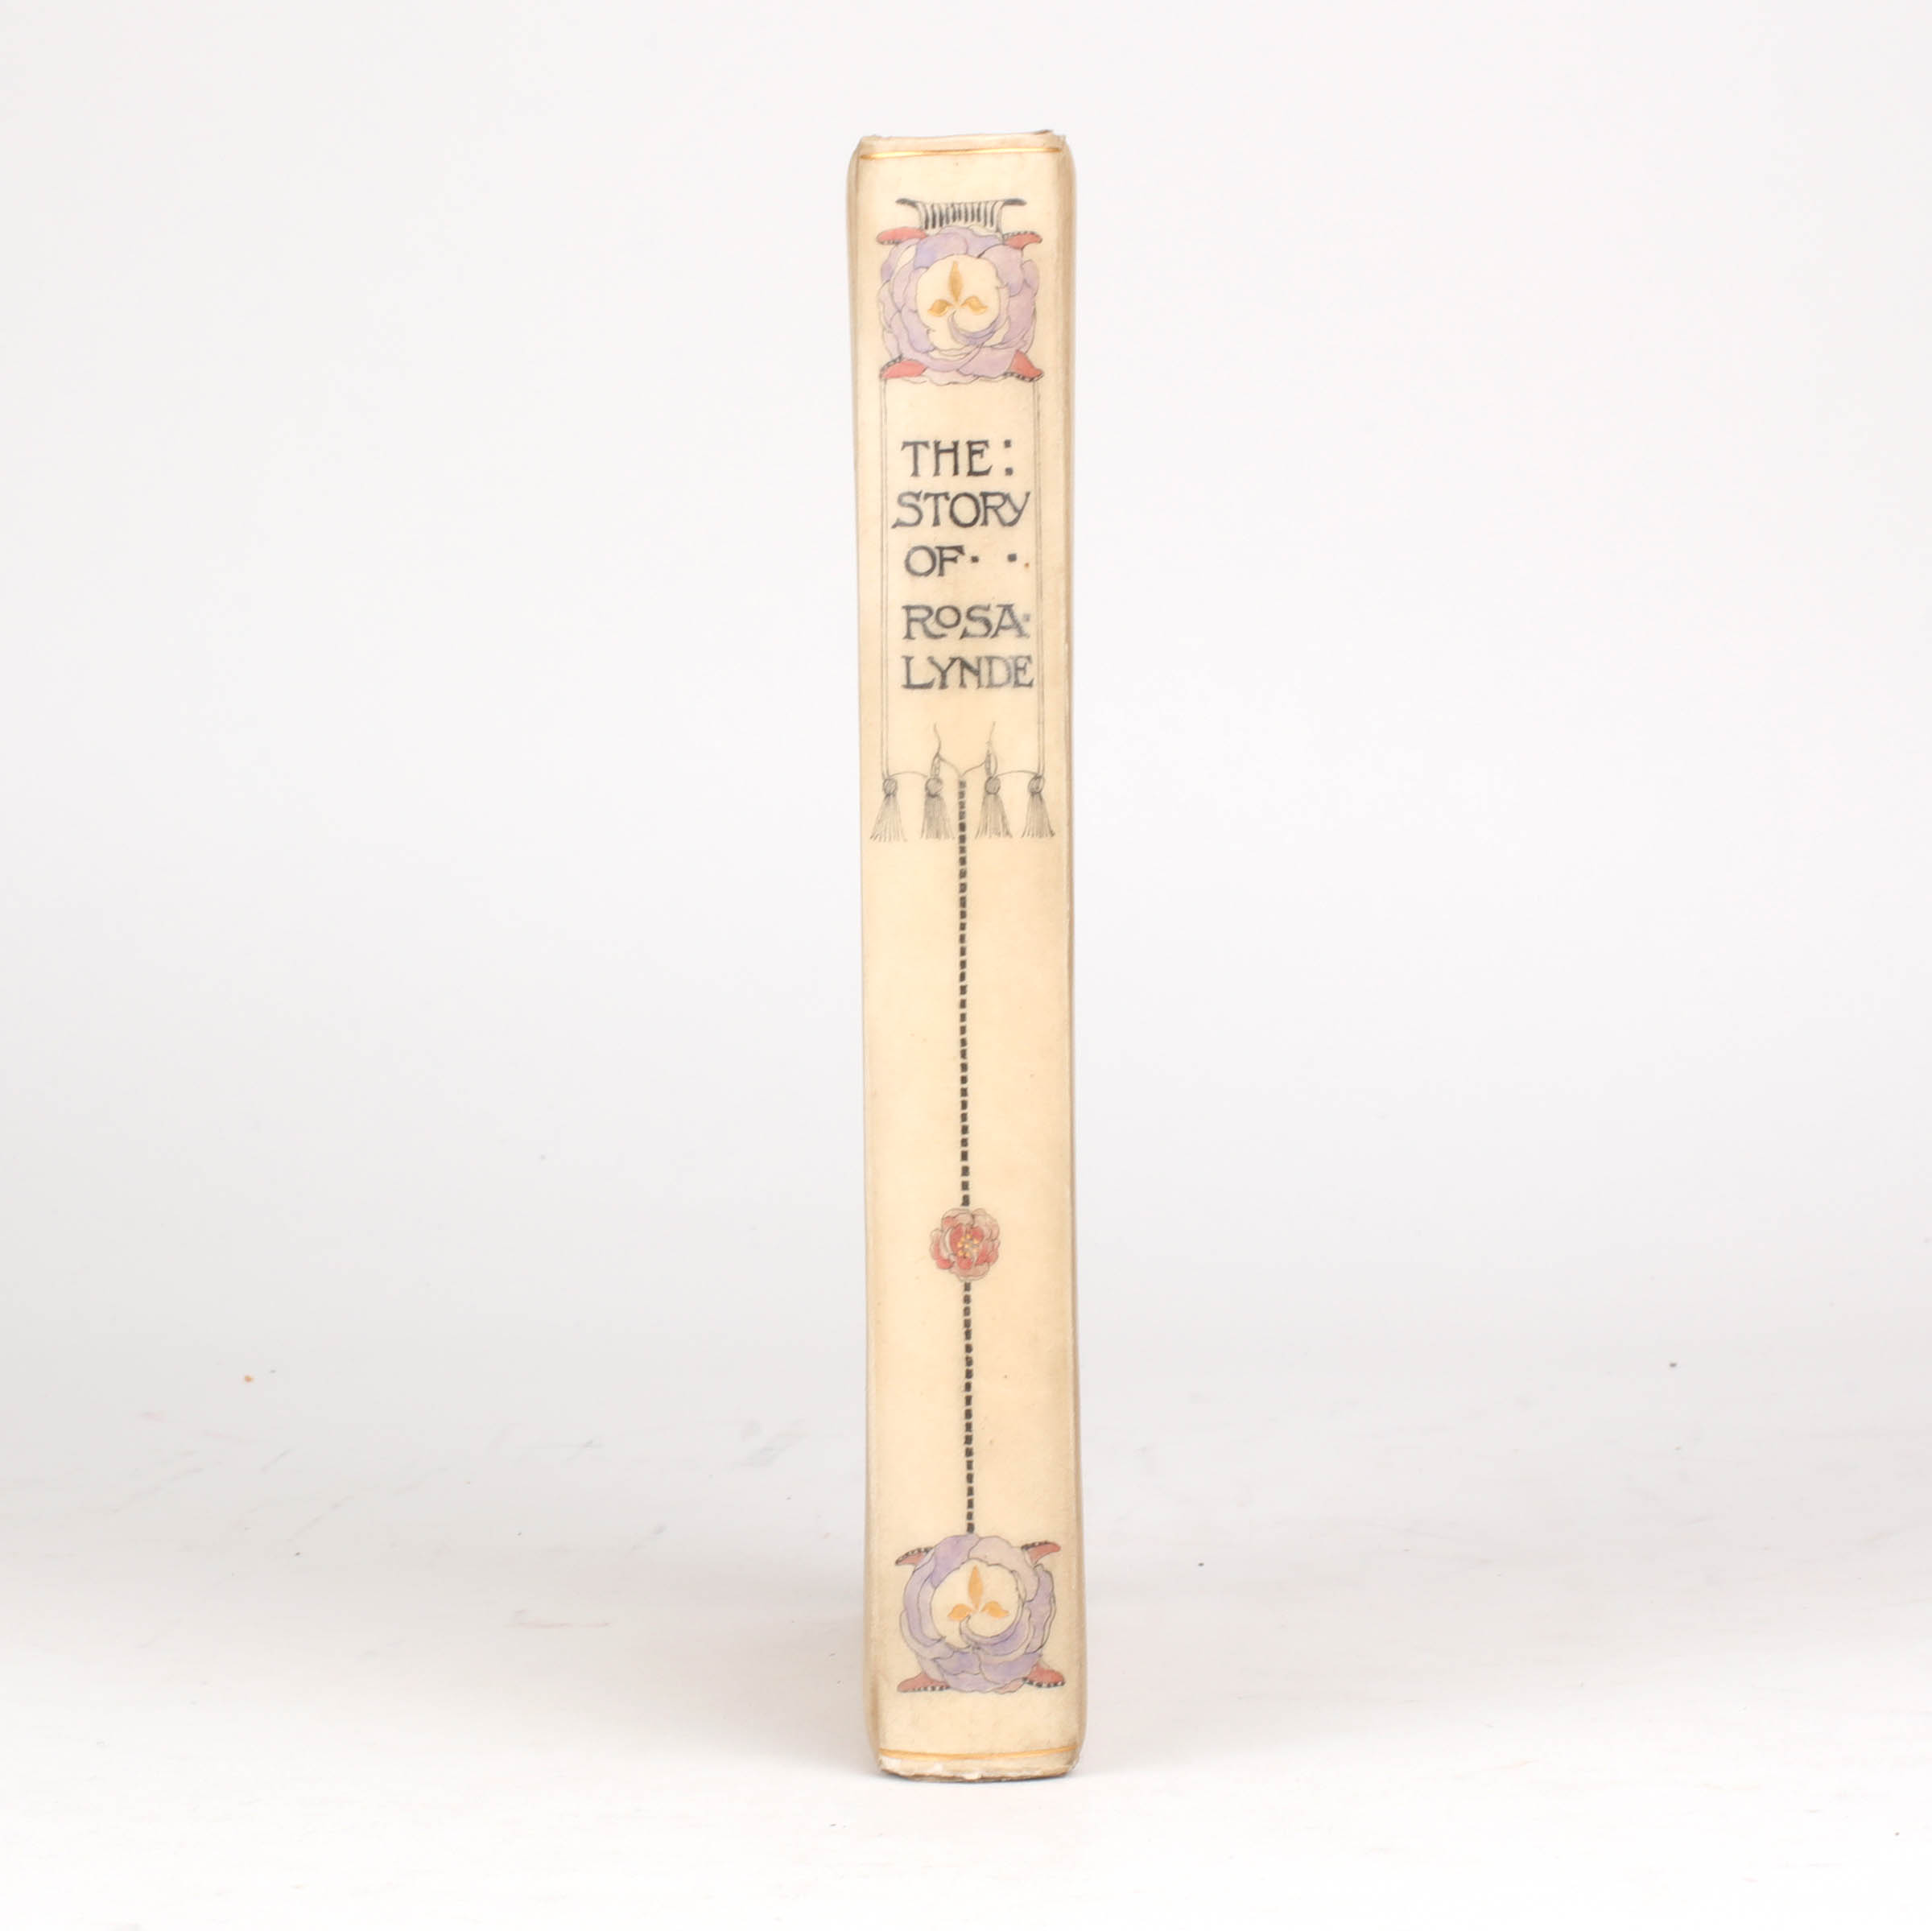 THE:
STORY
OF··
ROSA:
LYNDE